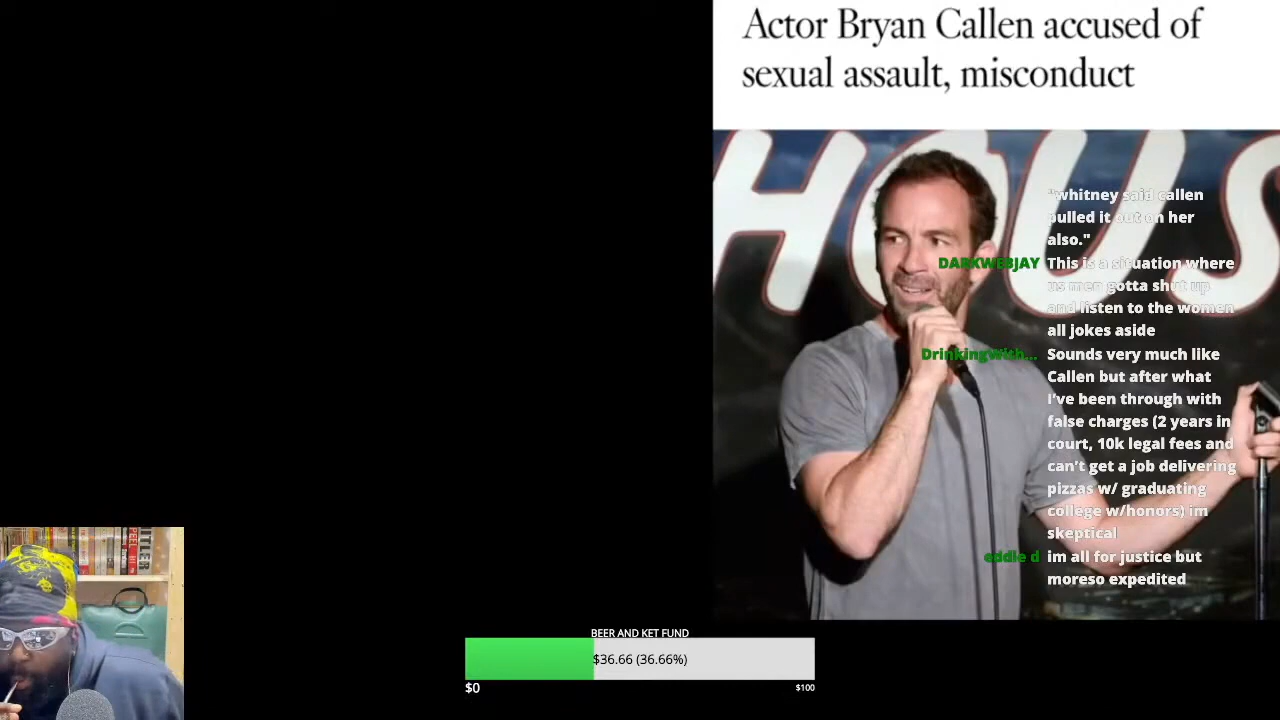 Actor Bryan Callen accused of
sexual assault, misconduct
HOUS
"whitney said callen
pulled it out on her
also."
DARKWEBJAY This is a situation where
us men gotta shut up
and listen to the women
all jokes aside
DrinkingWith... Sounds very much like
Callen but after what
I've been through with
false charges (2 years in
court, 10k legal fees and
can't get a job delivering
pizzas w/ graduating
college w/honors) im
skeptical
eddie d im all for justice but
moreso expedited
HITLER
BEER AND KET FUND
$36.66 (36.66%)
$0
$100